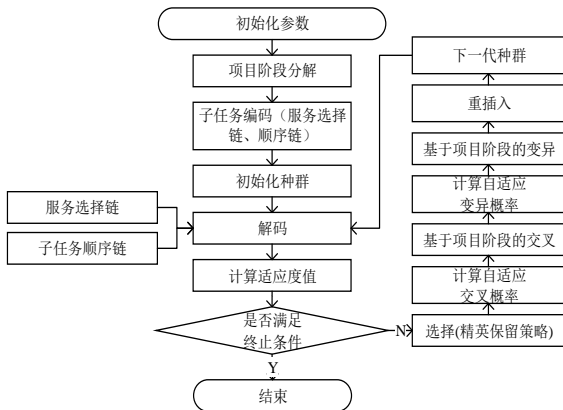 初始化参数
项目阶段分解
子任务编码（服务选择
链、顺序链）
初始化种群
服务选择链
子任务顺序链
解码
计算适应度值
是否满足
终止条件
N
Y
结束
选择(精英保留策略)
计算自适应
交叉概率
基于项目阶段的交叉
计算自适应
变异概率
基于项目阶段的变异
重插入
下一代种群